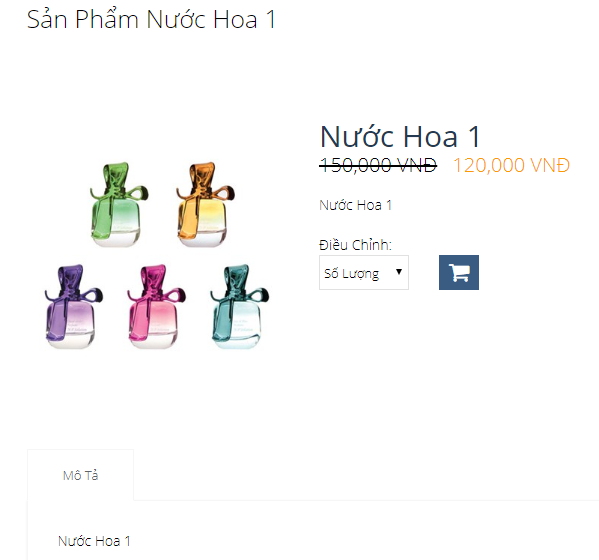 Sản Phẩm Nước Hoa 1
Nước Hoa 1
150,000 VNĐ 120,000 VNĐ
Nước Hoa 1
Điều Chỉnh:
Số Lượng
Mô Tả
Nước Hoa 1